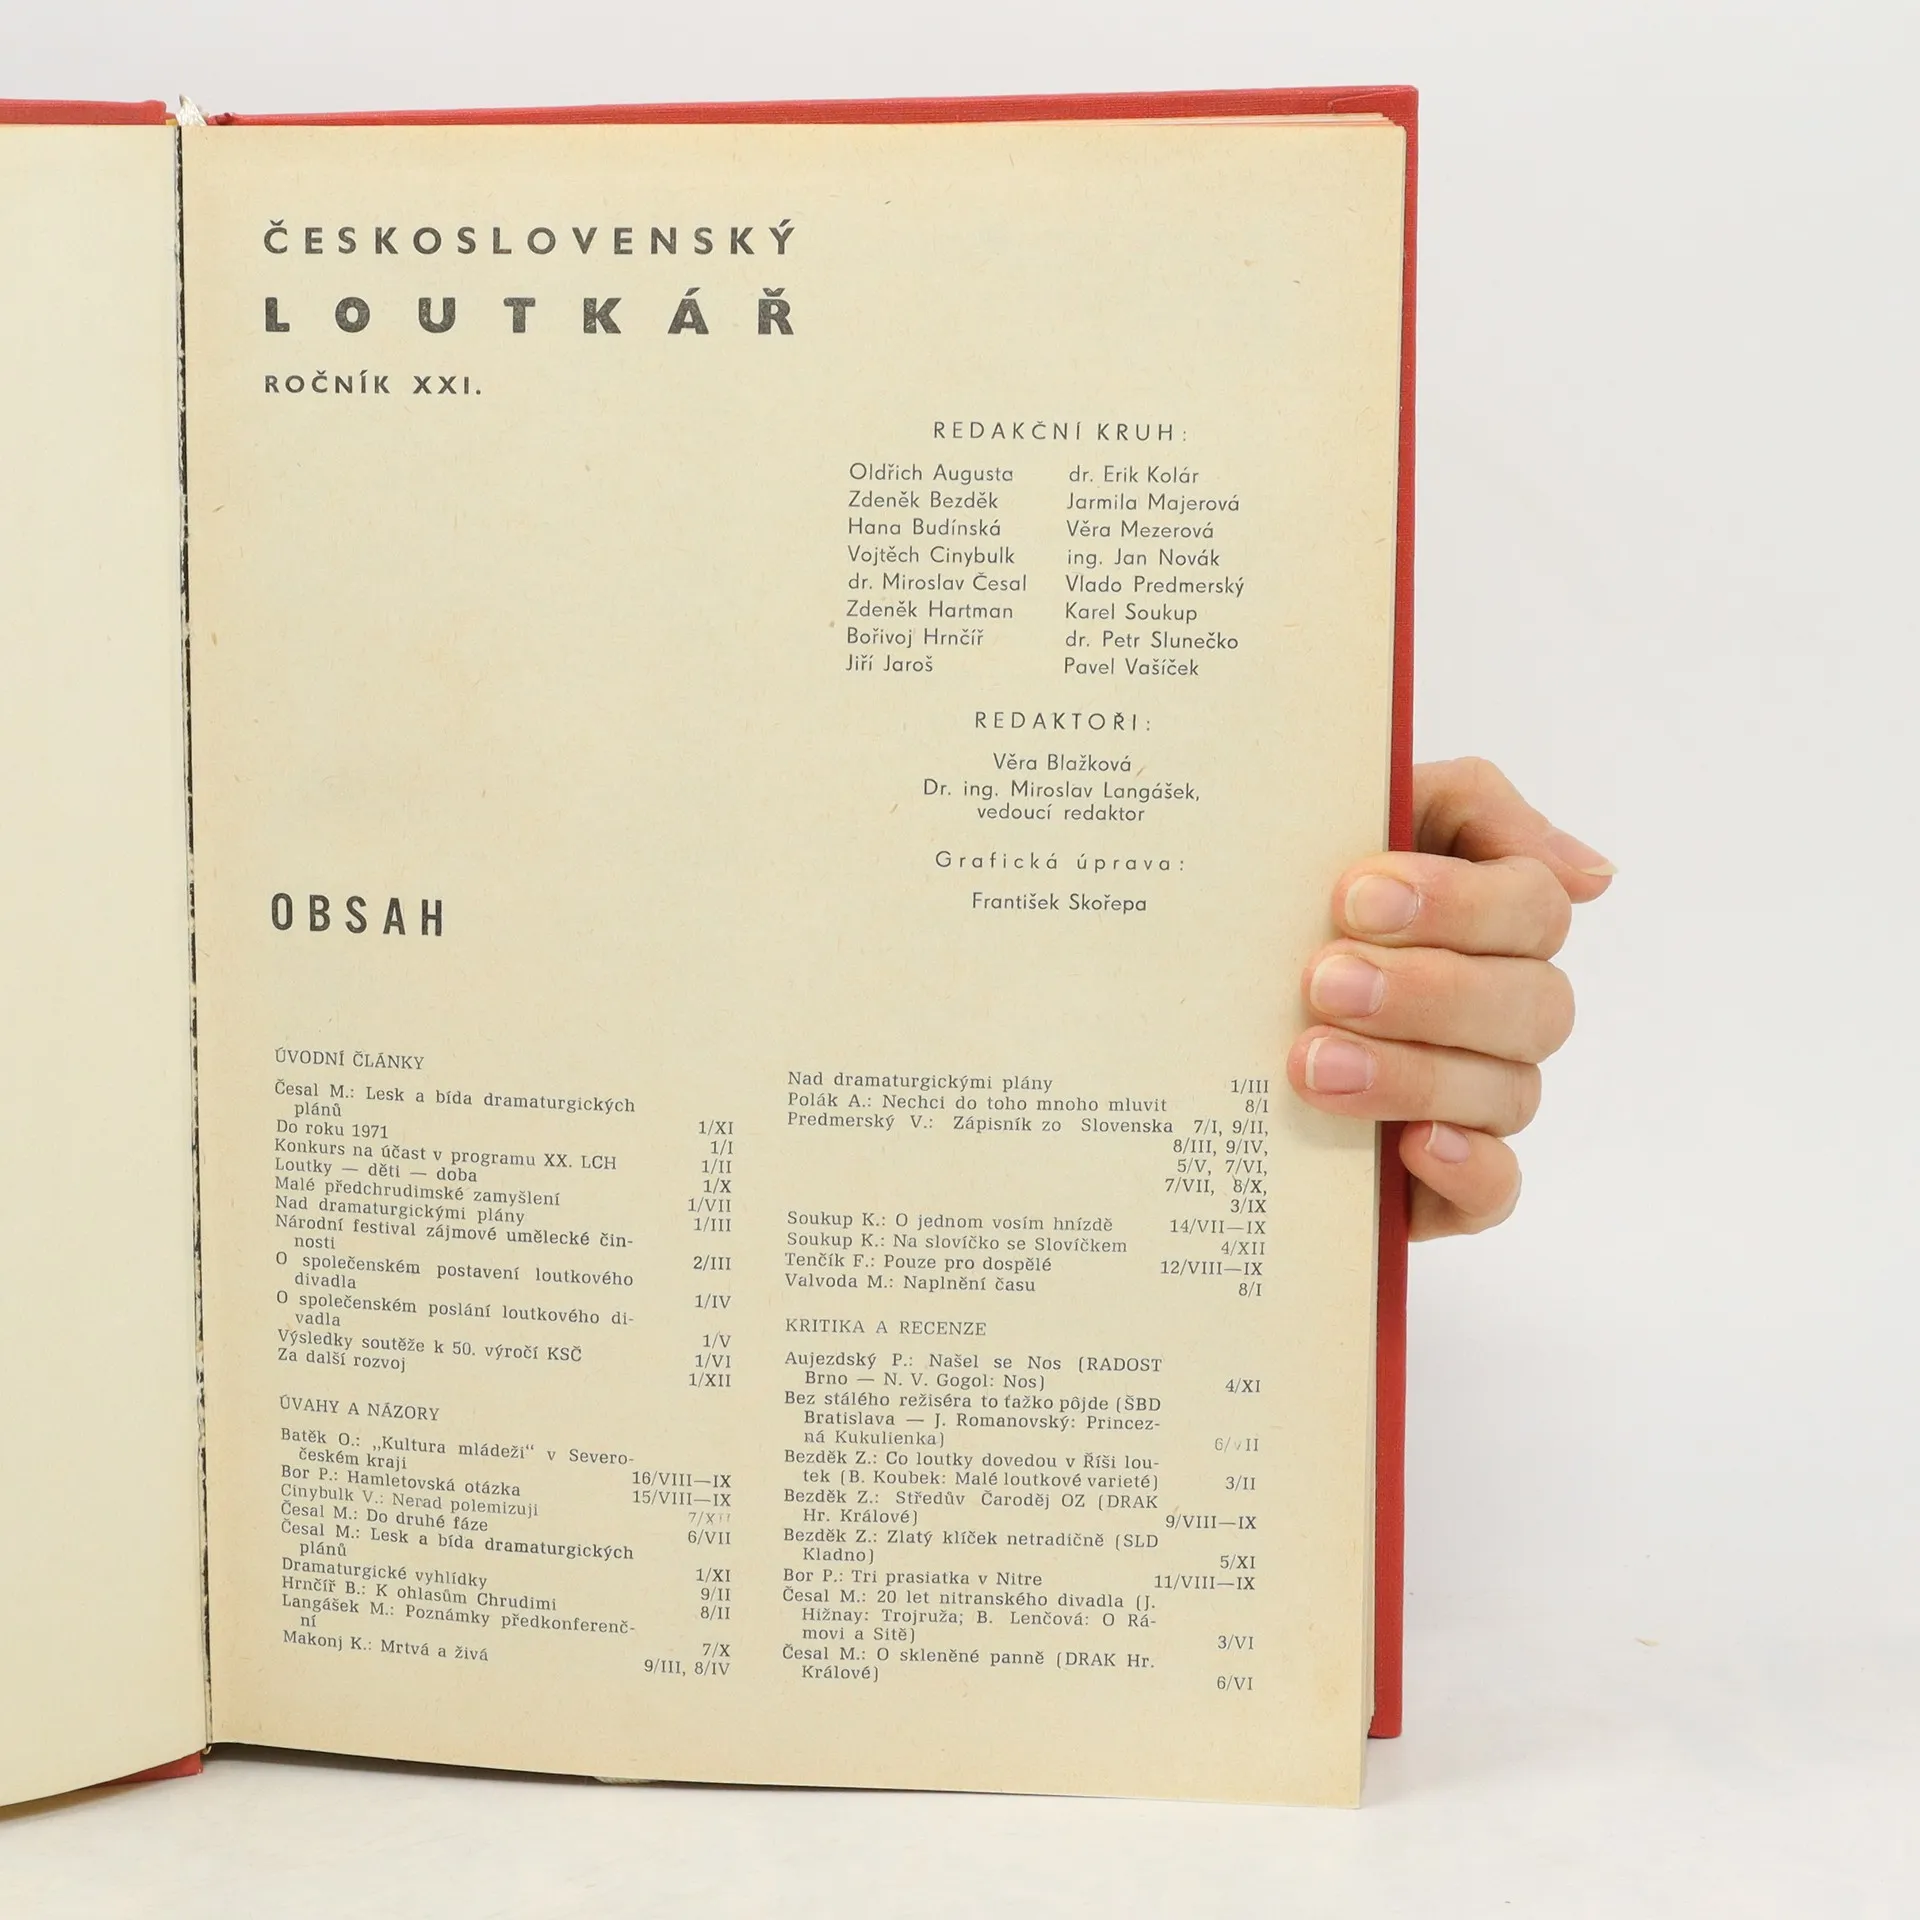 ČESKOSLOVENSKÝ
LOUTKÁŘ
ROČNÍK XXI.
REDAKČNÍ KRUH:
Oldřich Augusta
Zdeněk Bezděk
Hana Budínská
Vojtěch Cinybulk
dr. Miroslav Česal
Zdeněk Hartman
Bořivoj Hrnčíř
Jiří Jaroš
dr. Erik Kolár
Jarmila Majerová
Věra Mezerová
ing. Jan Novák
Vlado Predmerský
Karel Soukup
dr. Petr Slunečko
Pavel Vašíček
REDAKTOŘI:
Věra Blažková
Dr. ing. Miroslav Langášek,
vedoucí redaktor
Grafická úprava:
František Skořepa
OBSAH
ÚVODNÍ ČLÁNKY
Česal M.: Lesk a bída dramaturgických
plánů 1/XI
Do roku 1971 1/I
Konkurs na účast v programu XX. LCH 1/II
Loutky — děti — doba 1/X
Malé předchrudimské zamyšlení 1/VII
Nad dramaturgickými plány 1/III
Národní festival zájmové umělecké čin-
nosti 2/III
O společenském postavení loutkového
divadla 1/IV
O společenském poslání loutkového di-
vadla 1/V
Výsledky soutěže k 50. výročí KSČ 1/VI
Za další rozvoj 1/XII
ÚVAHY A NÁZORY
Batěk O.: „Kultura mládeži“ v Severo-
českém kraji 16/VIII—IX
Bor P.: Hamletovská otázka 15/VIII—IX
Cinybulk V.: Nerad polemizuji 7/XII
Česal M.: Do druhé fáze 6/VII
Česal M.: Lesk a bída dramaturgických
plánů 1/XI
Dramaturgické vyhlídky 9/II
Hrnčíř B.: K ohlasům Chrudimi 8/II
Langášek M.: Poznámky předkonferenč-
ní 7/X
Makonj K.: Mrtvá a živá 9/III, 8/IV
Nad dramaturgickými plány 1/III
Polák A.: Nechci do toho mnoho mluvit 8/I
Predmerský V.: Zápisník zo Slovenska 7/I, 9/II,
8/III, 9/IV,
5/V, 7/VI,
7/VII, 8/X,
3/IX
Soukup K.: O jednom vosím hnízdě 14/VII—IX
Soukup K.: Na slovíčko se Slovíčkem 4/XII
Tenčík F.: Pouze pro dospělé 12/VIII—IX
Valvoda M.: Naplnění času 8/I
KRITIKA A RECENZE
Aujezdský P.: Našel se Nos (RADOST
Brno — N. V. Gogol: Nos) 4/XI
Bez stálého režiséra to ťažko pôjde (ŠBD
Bratislava — J. Romanovský: Princez-
ná Kukulienka)
Bezděk Z.: Co loutky dovedou v Říši lou-
tek (B. Koubek: Malé loutkové varieté) 3/II
Bezděk Z.: Středův Čaroděj OZ (DRAK
Hr. Králové) 9/VIII—IX
Bezděk Z.: Zlatý klíček netradičně (SLD
Kladno) 5/XI
Bor P.: Tri prasiatka v Nitre 11/VIII—IX
Česal M.: 20 let nitranského divadla (J.
Hižnay: Trojruža; B. Lenčová: O Rá-
movi a Sitě) 3/VI
Česal M.: O skleněné panně (DRAK Hr.
Králové) 6/VI